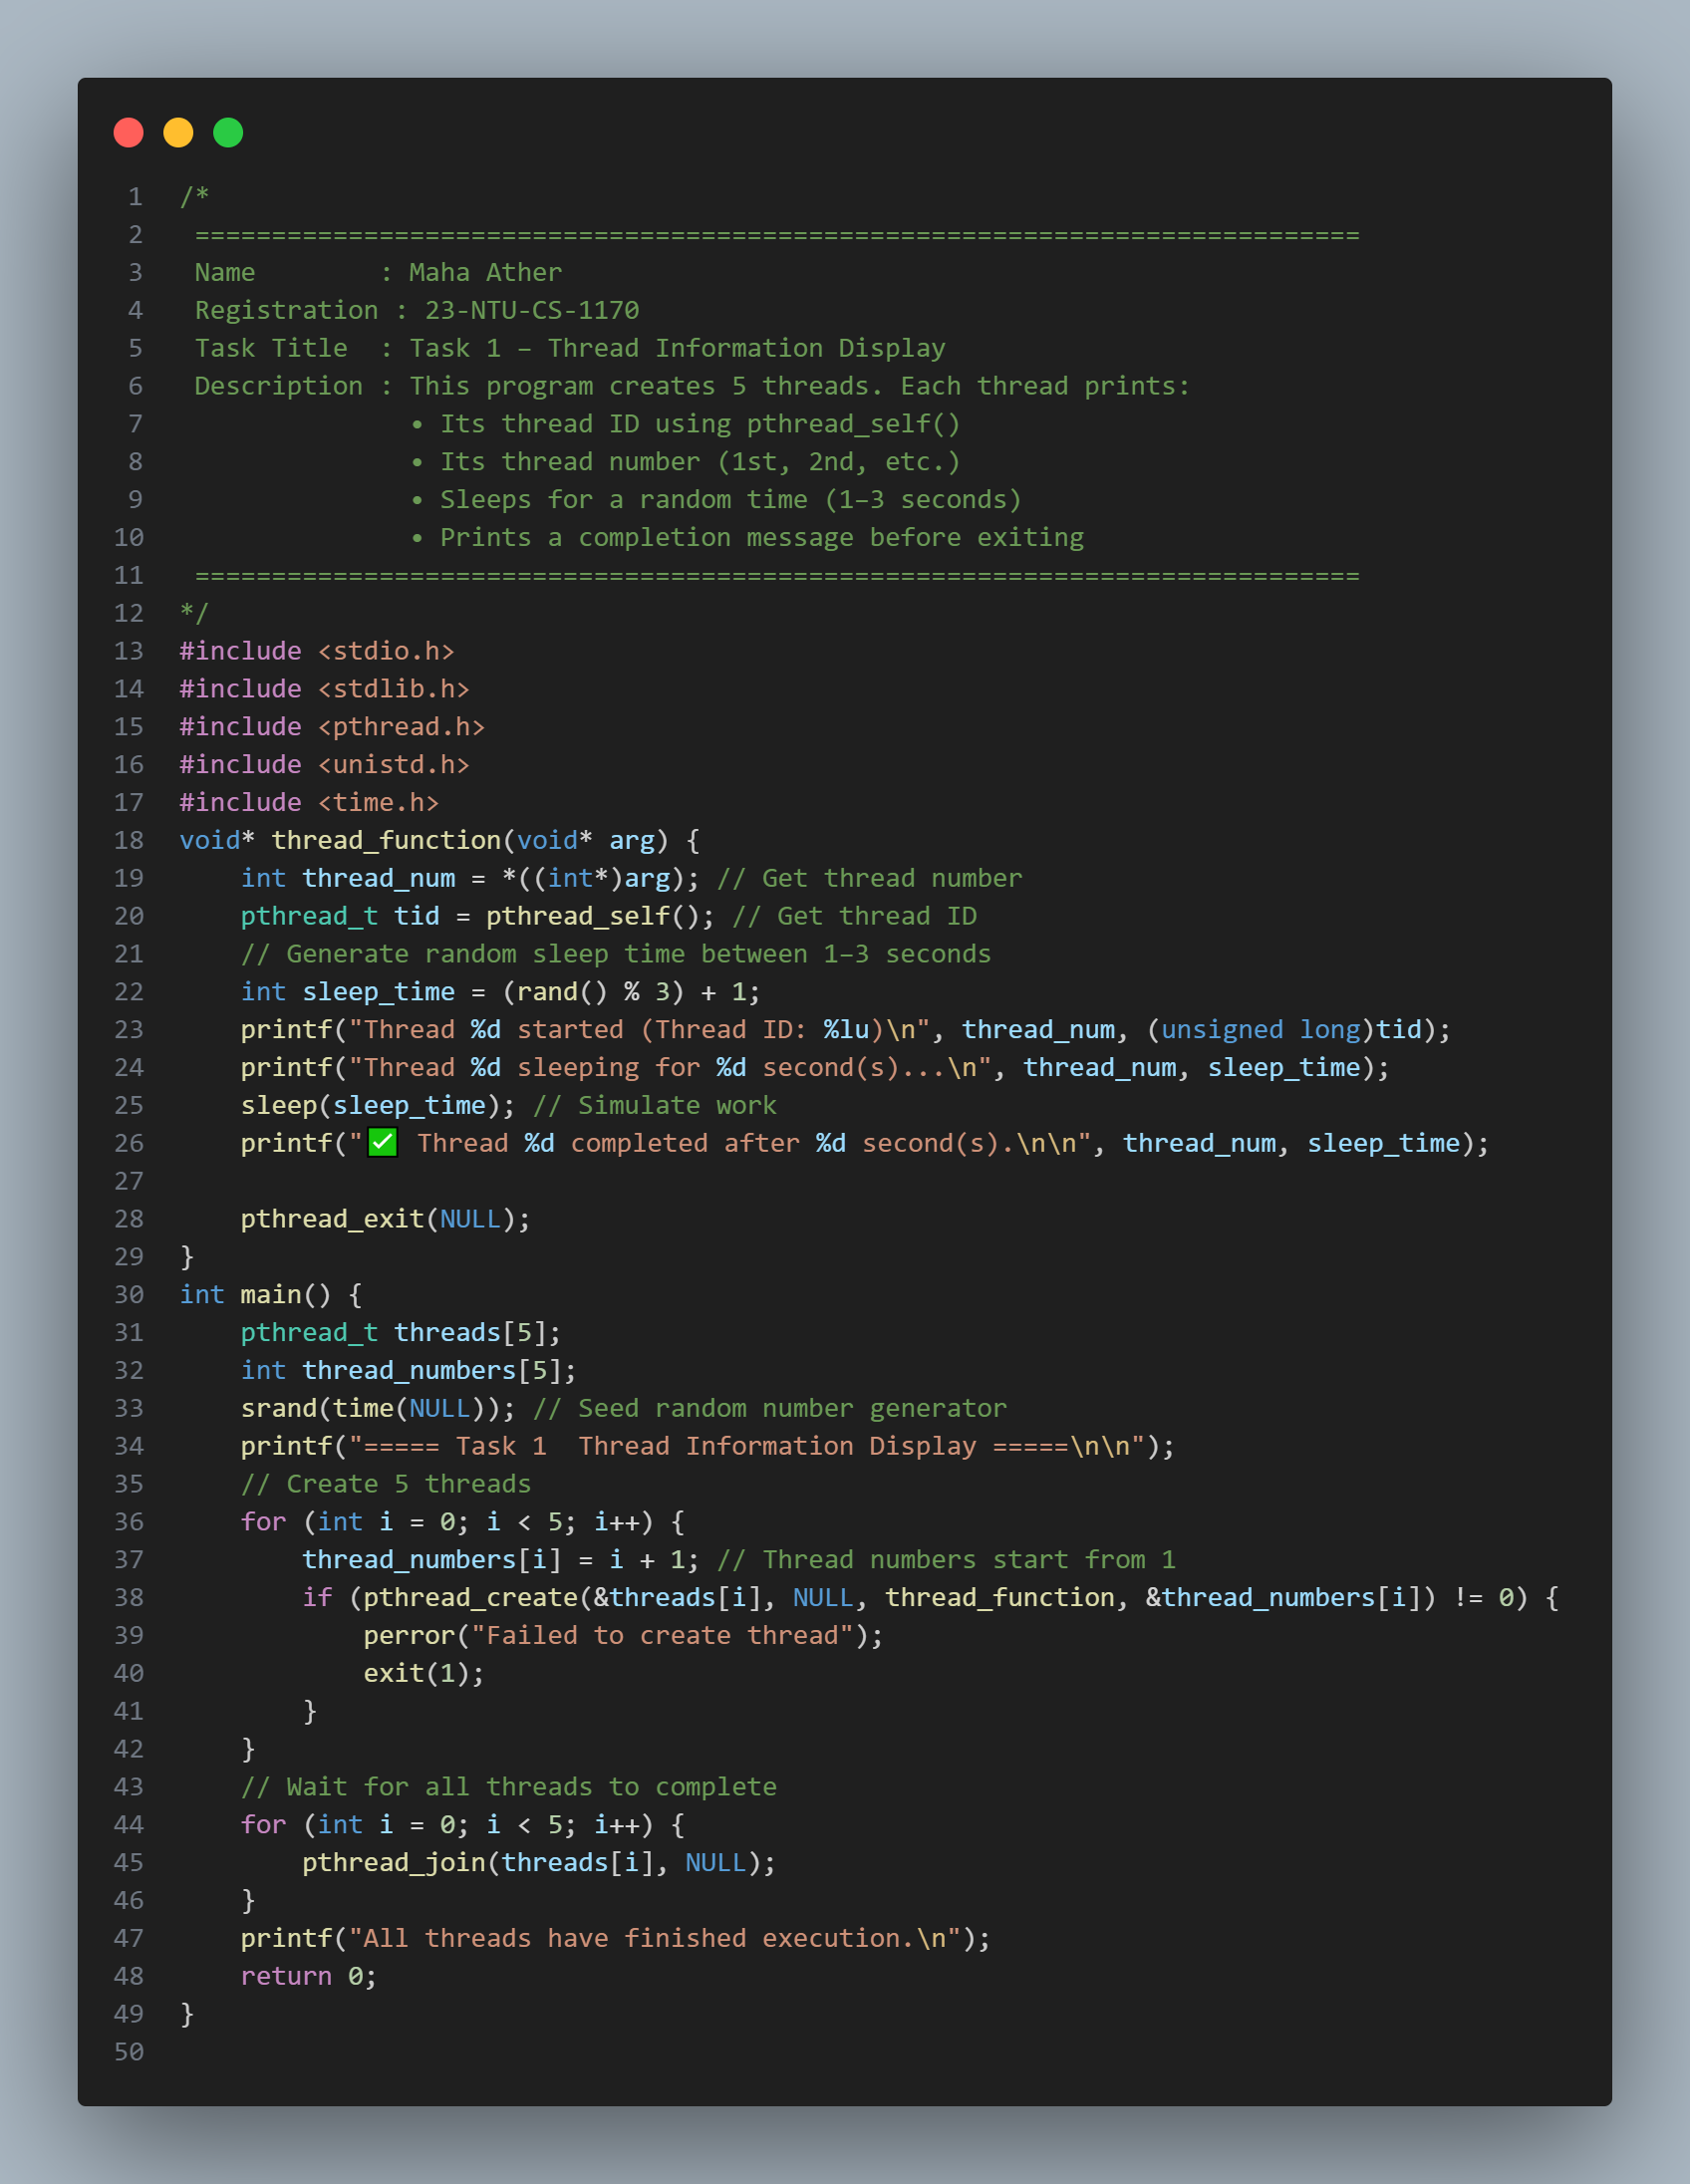 1 /*
2  ============================================================================
3  Name        : Maha Ather
4  Registration : 23-NTU-CS-1170
5  Task Title  : Task 1 – Thread Information Display
6  Description : This program creates 5 threads. Each thread prints:
7                • Its thread ID using pthread_self()
8                • Its thread number (1st, 2nd, etc.)
9                • Sleeps for a random time (1–3 seconds)
10                • Prints a completion message before exiting
11  ============================================================================
12 */
13 #include <stdio.h>
14 #include <stdlib.h>
15 #include <pthread.h>
16 #include <unistd.h>
17 #include <time.h>
18 void* thread_function(void* arg) {
19     int thread_num = *((int*)arg); // Get thread number
20     pthread_t tid = pthread_self(); // Get thread ID
21     // Generate random sleep time between 1–3 seconds
22     int sleep_time = (rand() % 3) + 1;
23     printf("Thread %d started (Thread ID: %lu)\n", thread_num, (unsigned long)tid);
24     printf("Thread %d sleeping for %d second(s)...\n", thread_num, sleep_time);
25     sleep(sleep_time); // Simulate work
26     printf("✅ Thread %d completed after %d second(s).\n\n", thread_num, sleep_time);
27
28     pthread_exit(NULL);
29 }
30 int main() {
31     pthread_t threads[5];
32     int thread_numbers[5];
33     srand(time(NULL)); // Seed random number generator
34     printf("===== Task 1  Thread Information Display =====\n\n");
35     // Create 5 threads
36     for (int i = 0; i < 5; i++) {
37         thread_numbers[i] = i + 1; // Thread numbers start from 1
38         if (pthread_create(&threads[i], NULL, thread_function, &thread_numbers[i]) != 0) {
39             perror("Failed to create thread");
40             exit(1);
41         }
42     }
43     // Wait for all threads to complete
44     for (int i = 0; i < 5; i++) {
45         pthread_join(threads[i], NULL);
46     }
47     printf("All threads have finished execution.\n");
48     return 0;
49 }
50